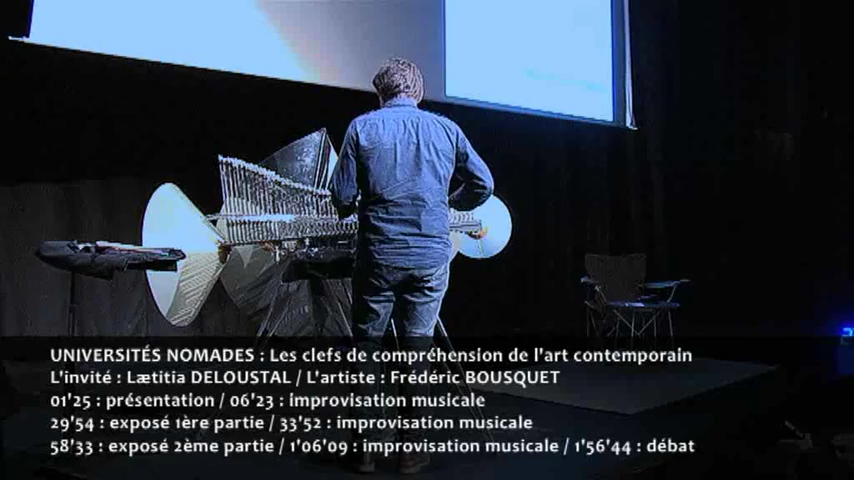 UNIVERSITÉS NOMADES : Les clefs de compréhension de l'art contemporain
L'invité : Lætitia DELOUSTAL / L'artiste : Frédéric BOUSQUET
01'25 : présentation / 06'23 : improvisation musicale
29'54 : exposé 1ère partie / 33'52 : improvisation musicale
58'33 : exposé 2ème partie / 1'06'09 : improvisation musicale / 1'56'44 : débat